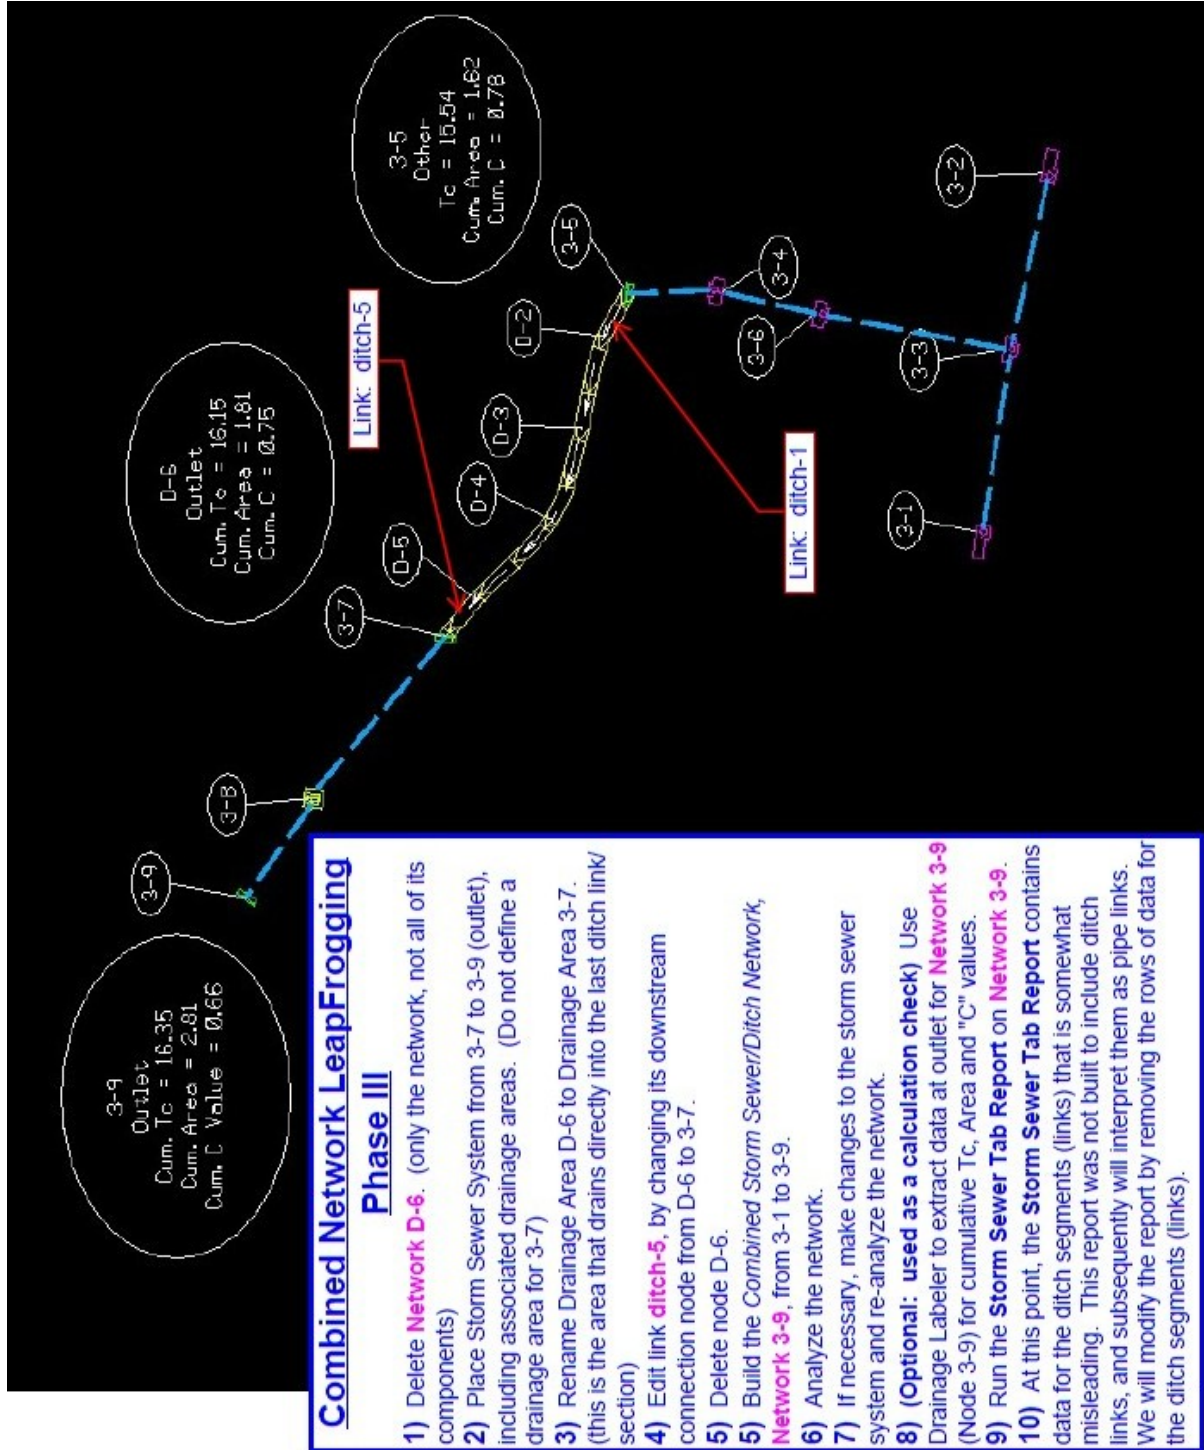 3-9
Outlet
Cum. Tc = 16.35
Cum. Area = 2.81
Cum. C Value = 0.66
3-9
3-8
D-6
Outlet
Cum. Tc = 16.15
Cum. Area = 1.81
Cum. C = 0.75
3-7
Link: ditch-5
D-5
D-4
D-3
D-2
3-5
Other
Tc = 15.54
Cum. Area = 1.62
Cum. C = 0.78
3-5
3-4
3-6
Link: ditch-1
3-3
3-2
3-1
Combined Network LeapFrogging
Phase III
1) Delete Network D-6. (only the network, not all of its
components)
2) Place Storm Sewer System from 3-7 to 3-9 (outlet),
including associated drainage areas. (Do not define a
drainage area for 3-7)
3) Rename Drainage Area D-6 to Drainage Area 3-7.
(this is the area that drains directly into the last ditch link/
section)
4) Edit link ditch-5, by changing its downstream
connection node from D-6 to 3-7.
5) Delete node D-6.
5) Build the Combined Storm Sewer/Ditch Network,
Network 3-9, from 3-1 to 3-9.
6) Analyze the network.
7) If necessary, make changes to the storm sewer
system and re-analyze the network.
8) (Optional: used as a calculation check) Use
Drainage Labeler to extract data at outlet for Network 3-9
(Node 3-9) for cumulative Tc, Area and "C" values.
9) Run the Storm Sewer Tab Report on Network 3-9.
10) At this point, the Storm Sewer Tab Report contains
data for the ditch segments (links) that is somewhat
misleading. This report was not built to include ditch
links, and subsequently will interpret them as pipe links.
We will modify the report by removing the rows of data for
the ditch segments (links).